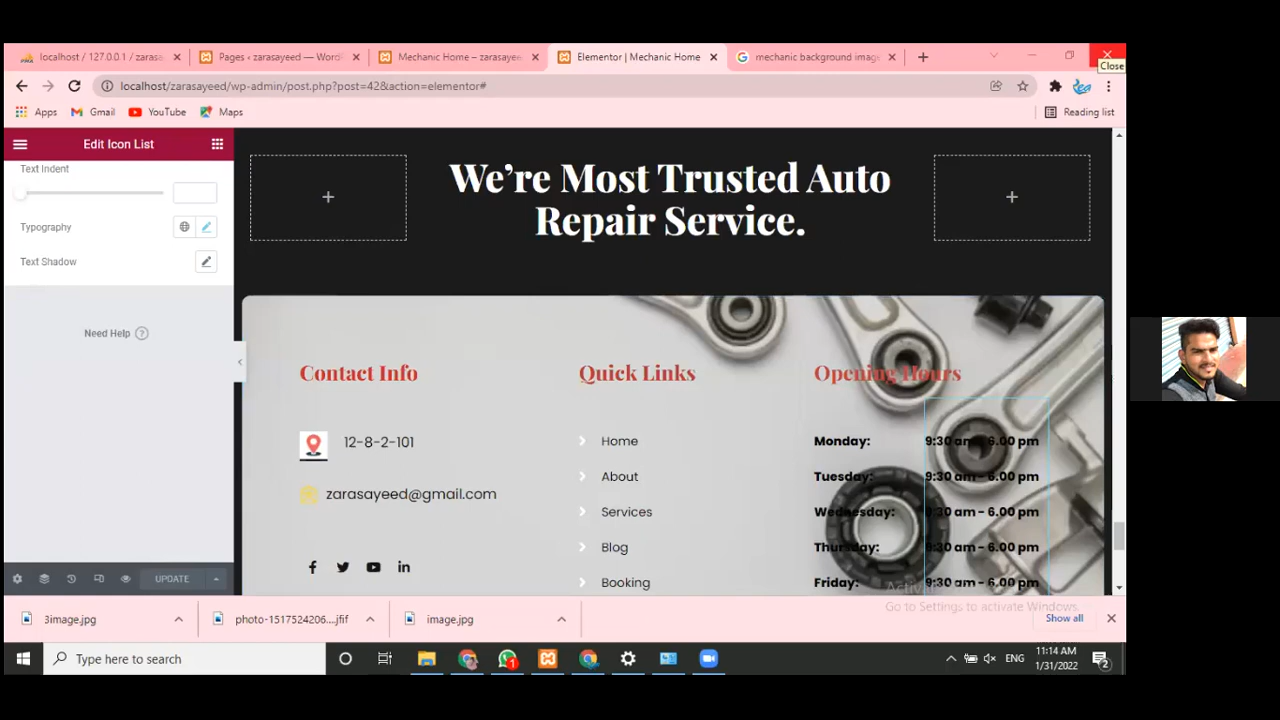 localhost / 127.0.0.1 / zarasa
Pages ‹ zarasayeed — WordP
Mechanic Home – zarasayee
Elementor | Mechanic Home
mechanic background image
Close
localhost/zarasayeed/wp-admin/post.php?post=42&action=elementor#
Apps
Gmail
YouTube
Maps
Reading list
Edit Icon List
Text Indent
Typography
Text Shadow
Need Help
?
UPDATE
We're Most Trusted Auto
Repair Service.
Contact Info
12-8-2-101
zarasayeed@gmail.com
Quick Links
Home
About
Services
Blog
Booking
Opening Hours
Monday: 9:30 am - 6.00 pm
Tuesday: 9:30 am - 6.00 pm
Wednesday: 9:30 am - 6.00 pm
Thursday: 9:30 am - 6.00 pm
Friday: 9:30 am - 6.00 pm
Go to Settings to activate Windows.
3image.jpg
photo-1517524206....jfif
image.jpg
Show all
Type here to search
1
ENG
11:14 AM
1/31/2022
2